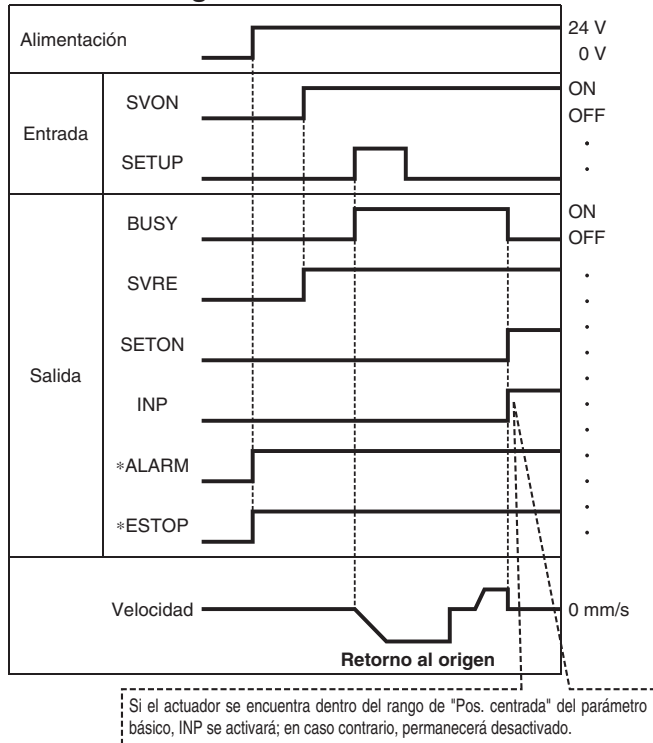 Alimentación
24 V
0 V
Entrada
SVON
ON
OFF
SETUP
Salida
BUSY
ON
OFF
SVRE
SETON
INP
*ALARM
*ESTOP
Velocidad
0 mm/s
Retorno al origen
Si el actuador se encuentra dentro del rango de "Pos. centrada" del parámetro
básico, INP se activará; en caso contrario, permanecerá desactivado.